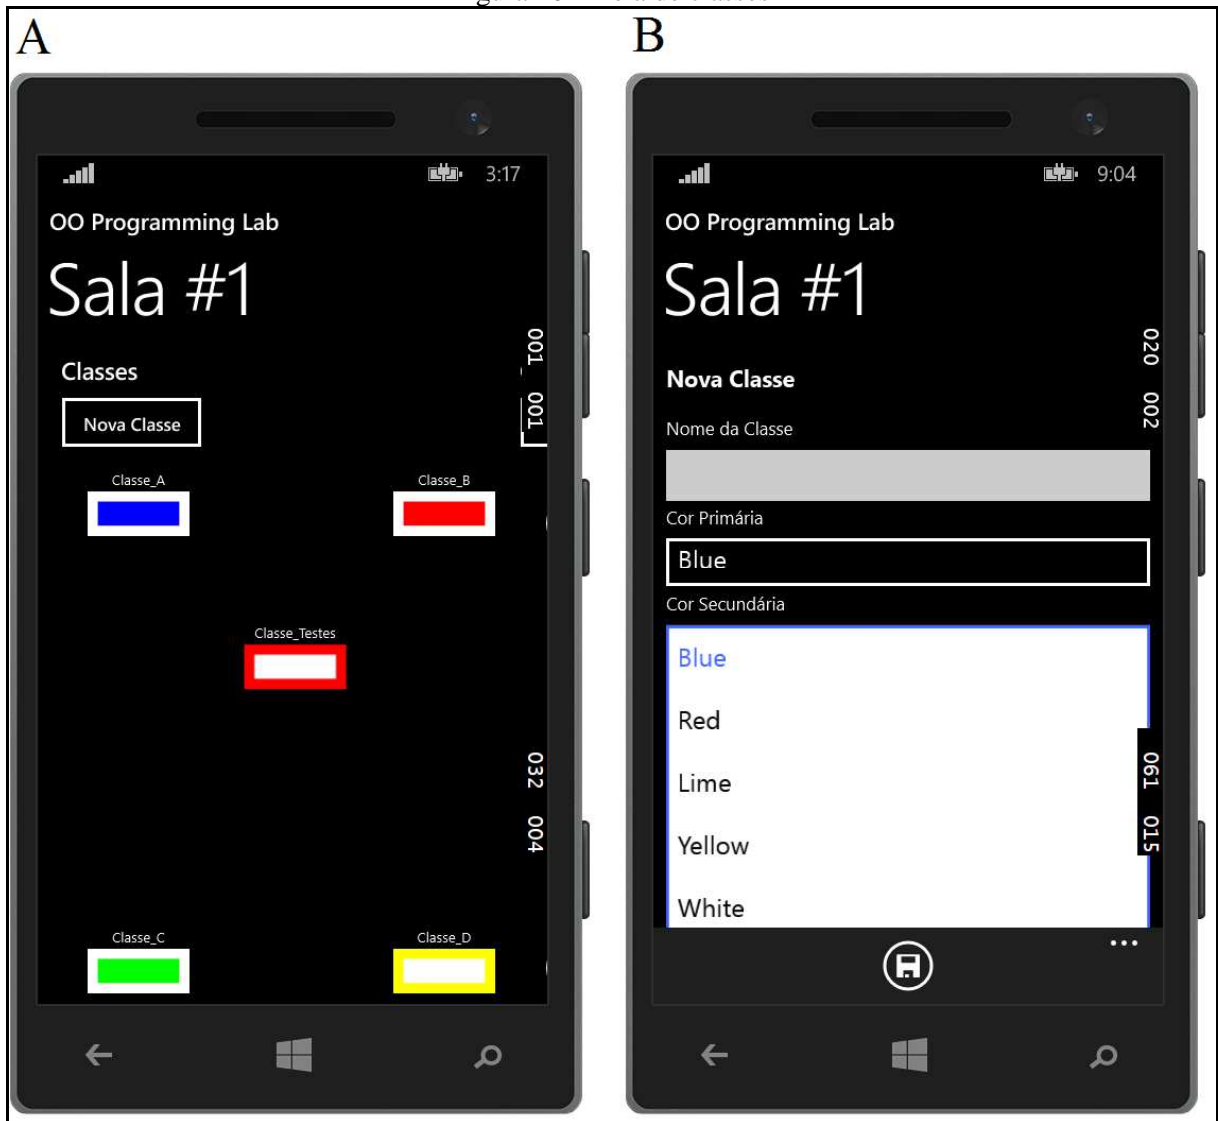 A
3:17
OO Programming Lab
Sala #1
Classes
Nova Classe
Classe_A
Classe_B
Classe_Testes
Classe_C
Classe_D
001
001
032
004
B
9:04
OO Programming Lab
Sala #1
Nova Classe
Nome da Classe
Cor Primária
Blue
Cor Secundária
Blue
Red
Lime
Yellow
White
020
002
061
015